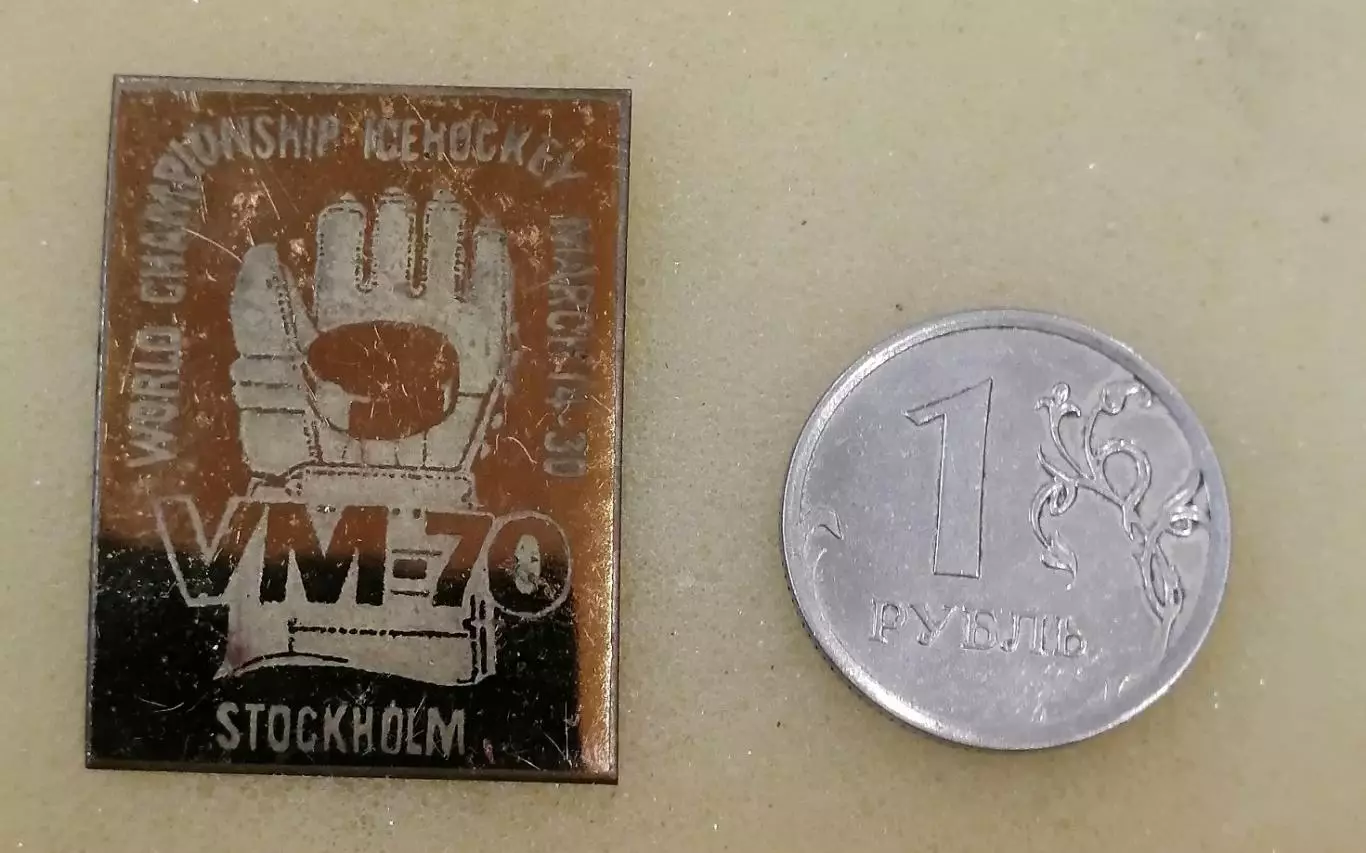 WORLD CHAMPIONSHIP ICEHOCKEY MARCH 14-30
VM-70
STOCKHOLM
1
РУБЛЬ